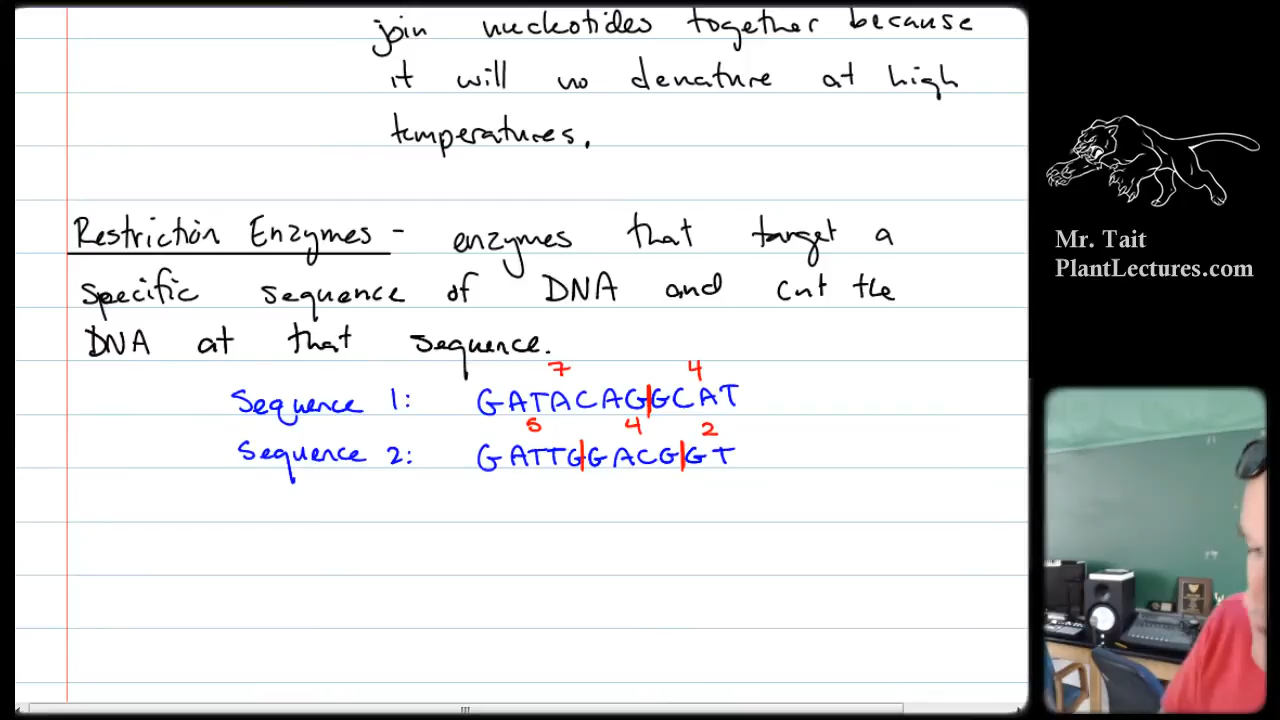 join nucleotides together because
it will no denature at high
temperatures.
Restriction Enzymes - enzymes that target a
specific sequence of DNA and cut the
DNA at that sequence.
7 4
Sequence 1: GATACAG|GCAT
5 4 2
Sequence 2: GATTG|GACG|GT
Mr. Tait
PlantLectures.com